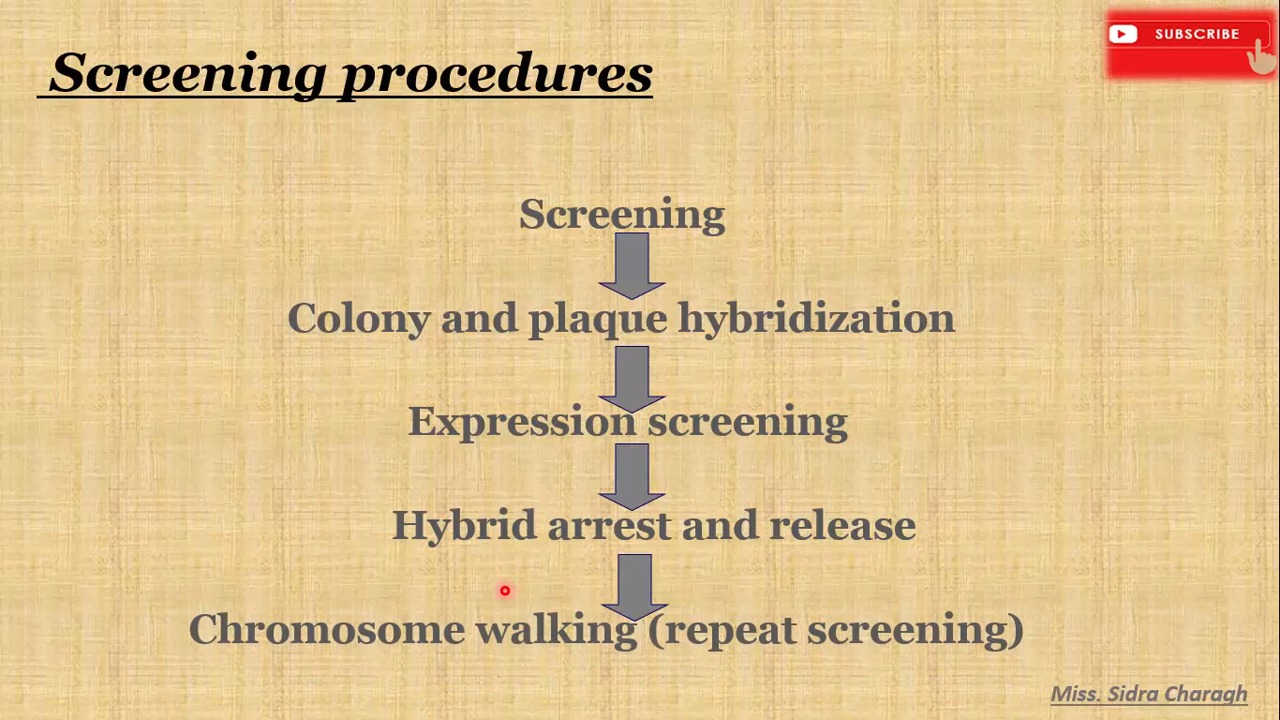 SUBSCRIBE
Screening procedures
Screening
Colony and plaque hybridization
Expression screening
Hybrid arrest and release
Chromosome walking (repeat screening)
Miss. Sidra Charagh